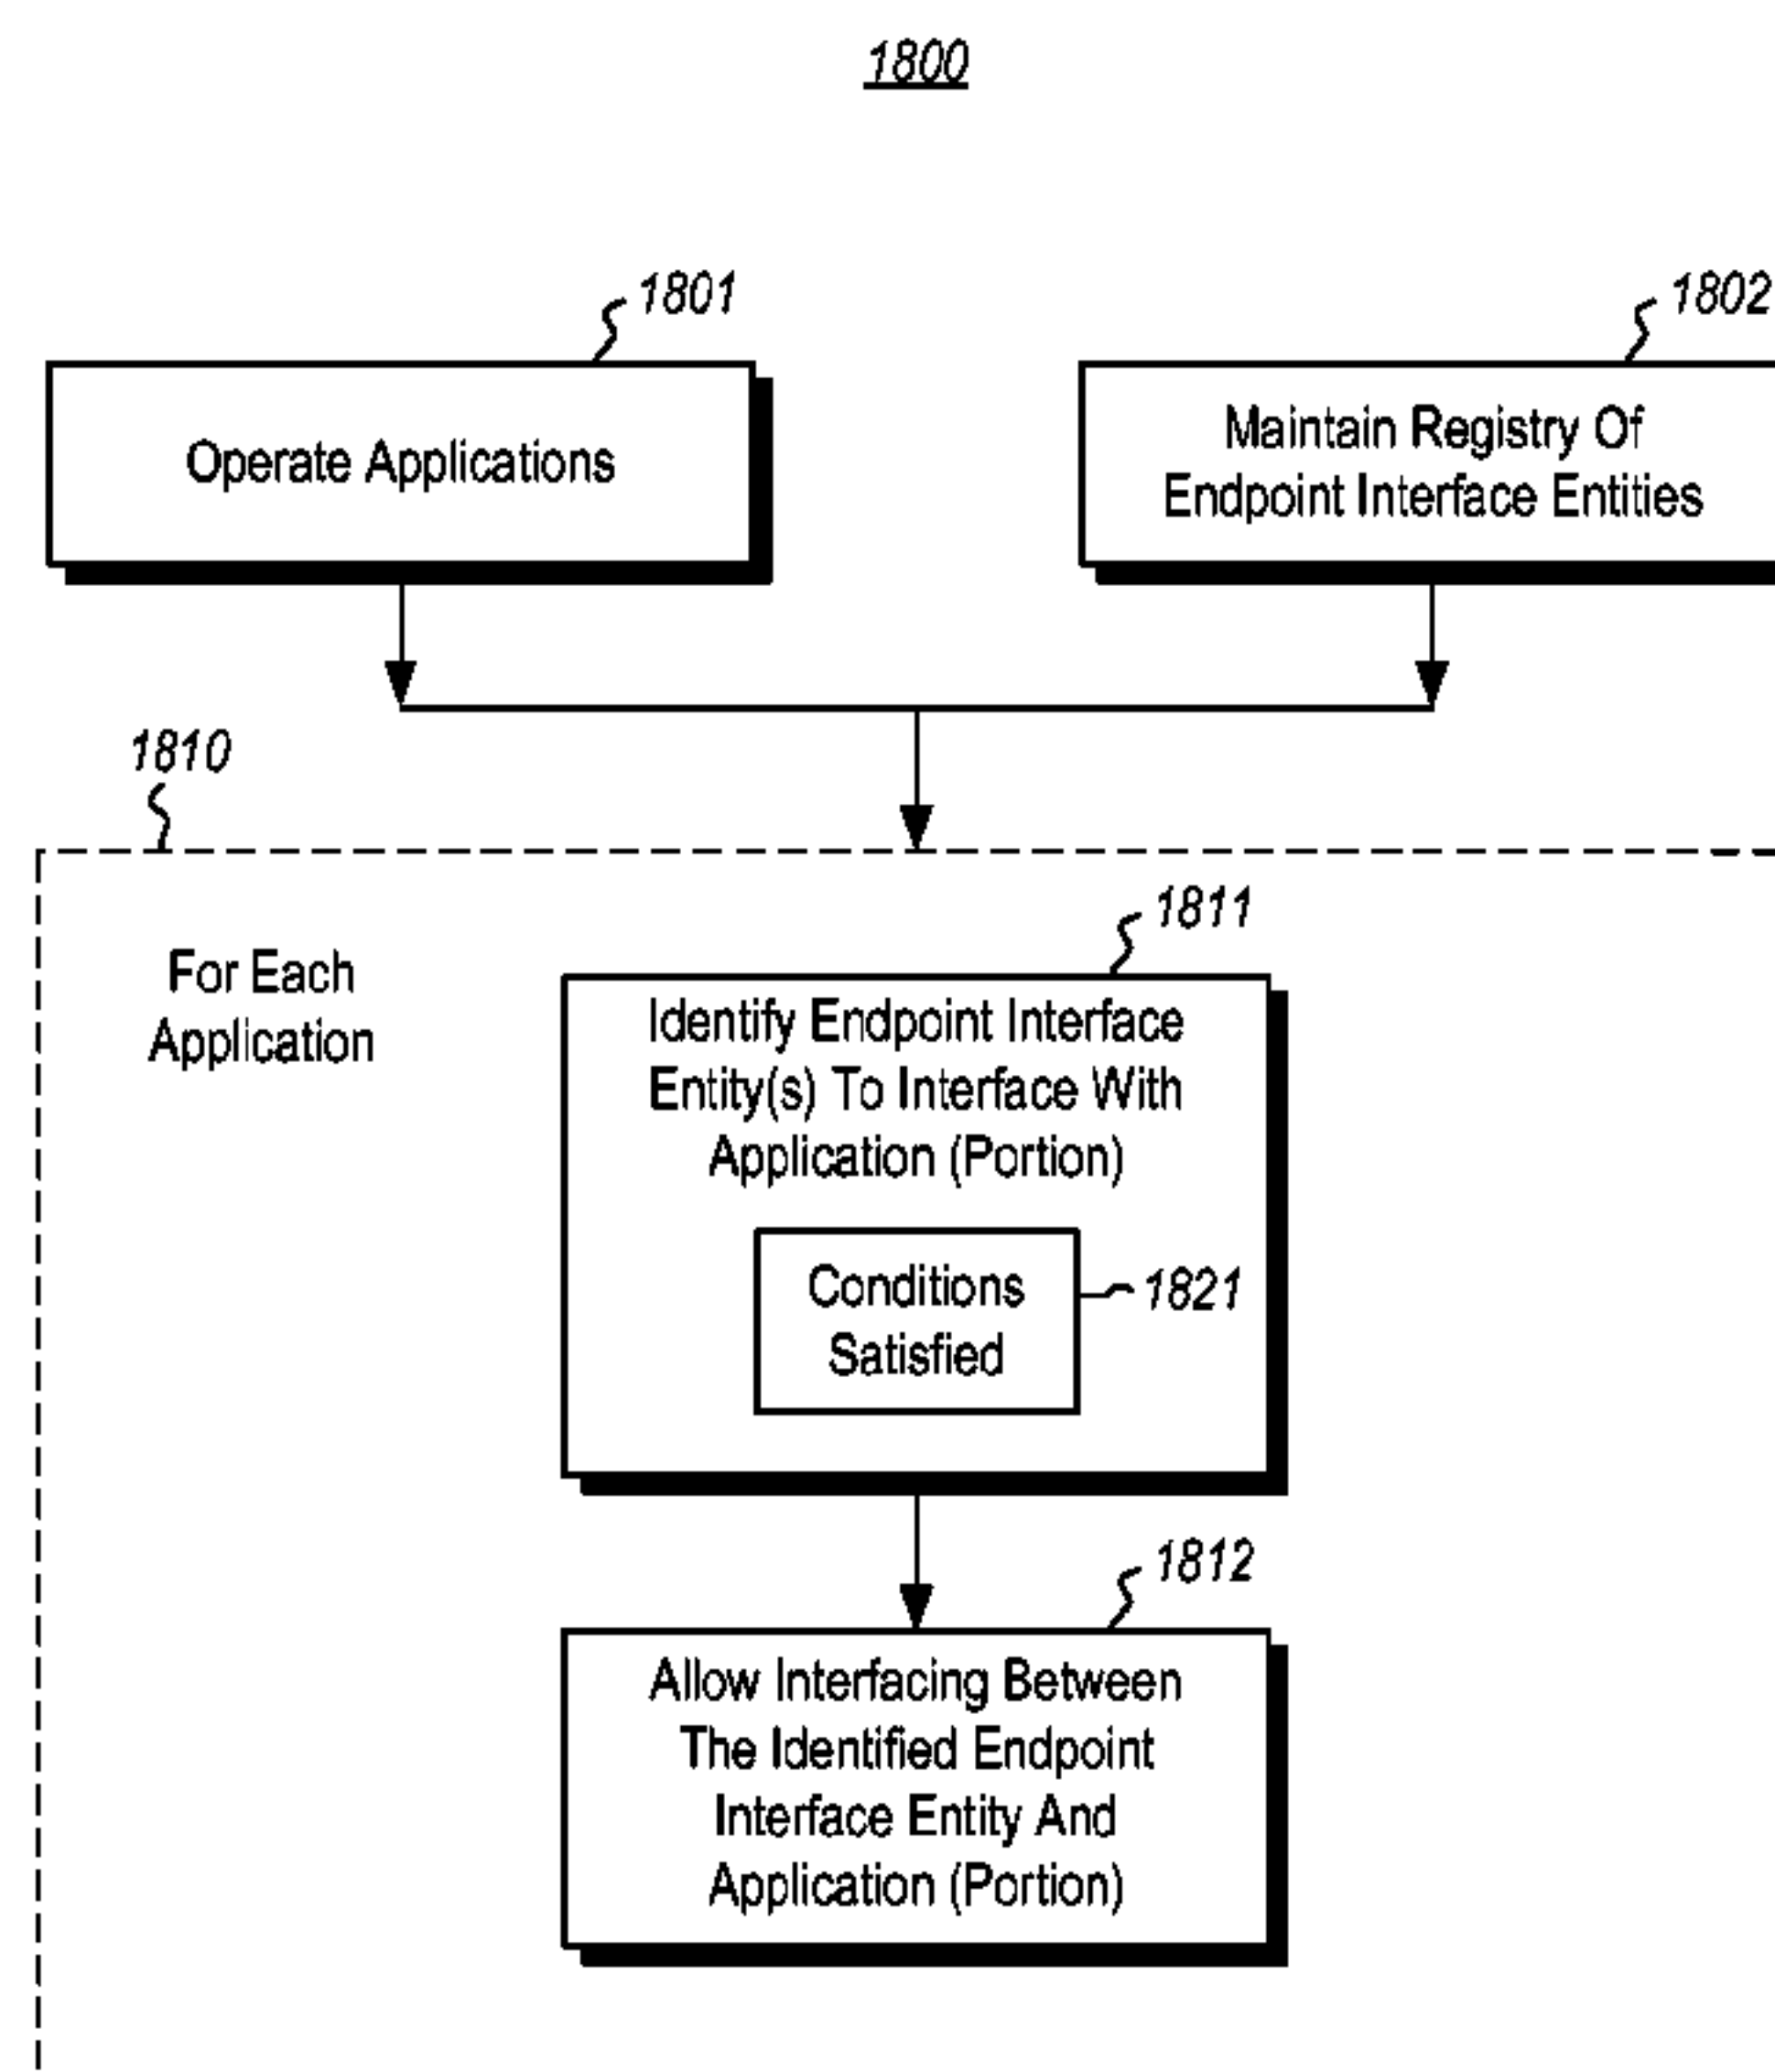 1800
1801
1802
Operate Applications
Maintain Registry Of
Endpoint Interface Entities
1810
1811
For Each
Application
Identify Endpoint Interface
Entity(s) To Interface With
Application (Portion)
Conditions
Satisfied
1821
1812
Allow Interfacing Between
The Identified Endpoint
Interface Entity And
Application (Portion)